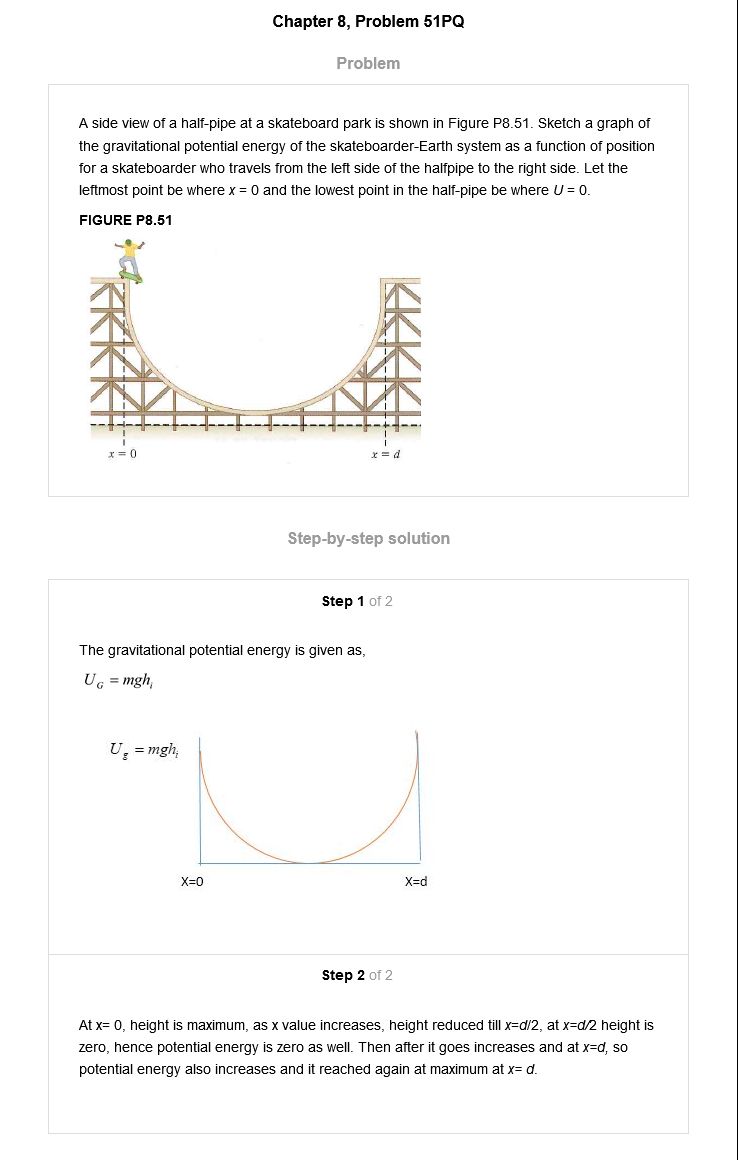 Chapter 8, Problem 51PQ
Problem
A side view of a half-pipe at a skateboard park is shown in Figure P8.51. Sketch a graph of
the gravitational potential energy of the skateboarder-Earth system as a function of position
for a skateboarder who travels from the left side of the halfpipe to the right side. Let the
leftmost point be where x = 0 and the lowest point in the half-pipe be where U = 0.
FIGURE P8.51
x = 0
x = d
Step-by-step solution
Step 1 of 2
The gravitational potential energy is given as,
U_G = mgh_i
U_g = mgh_i
X=0
X=d
Step 2 of 2
At x= 0, height is maximum, as x value increases, height reduced till x=d/2, at x=d/2 height is
zero, hence potential energy is zero as well. Then after it goes increases and at x=d, so
potential energy also increases and it reached again at maximum at x= d.